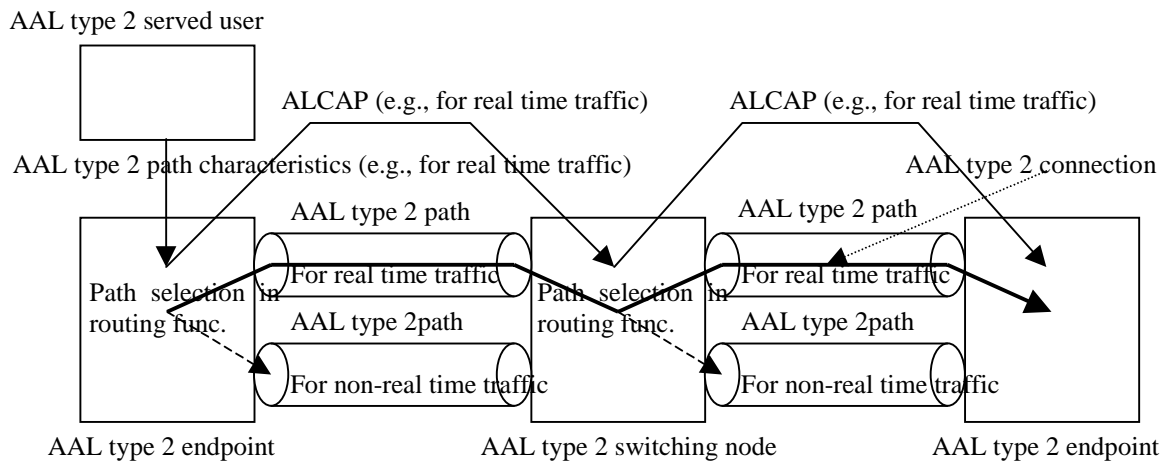 AAL type 2 served user
ALCAP (e.g., for real time traffic)
ALCAP (e.g., for real time traffic)
AAL type 2 path characteristics (e.g., for real time traffic)
AAL type 2 connection
AAL type 2 path
AAL type 2 path
For real time traffic
For real time traffic
Path selection in
routing func.
Path selection in
routing func.
AAL type 2path
AAL type 2path
For non-real time traffic
For non-real time traffic
AAL type 2 endpoint
AAL type 2 switching node
AAL type 2 endpoint